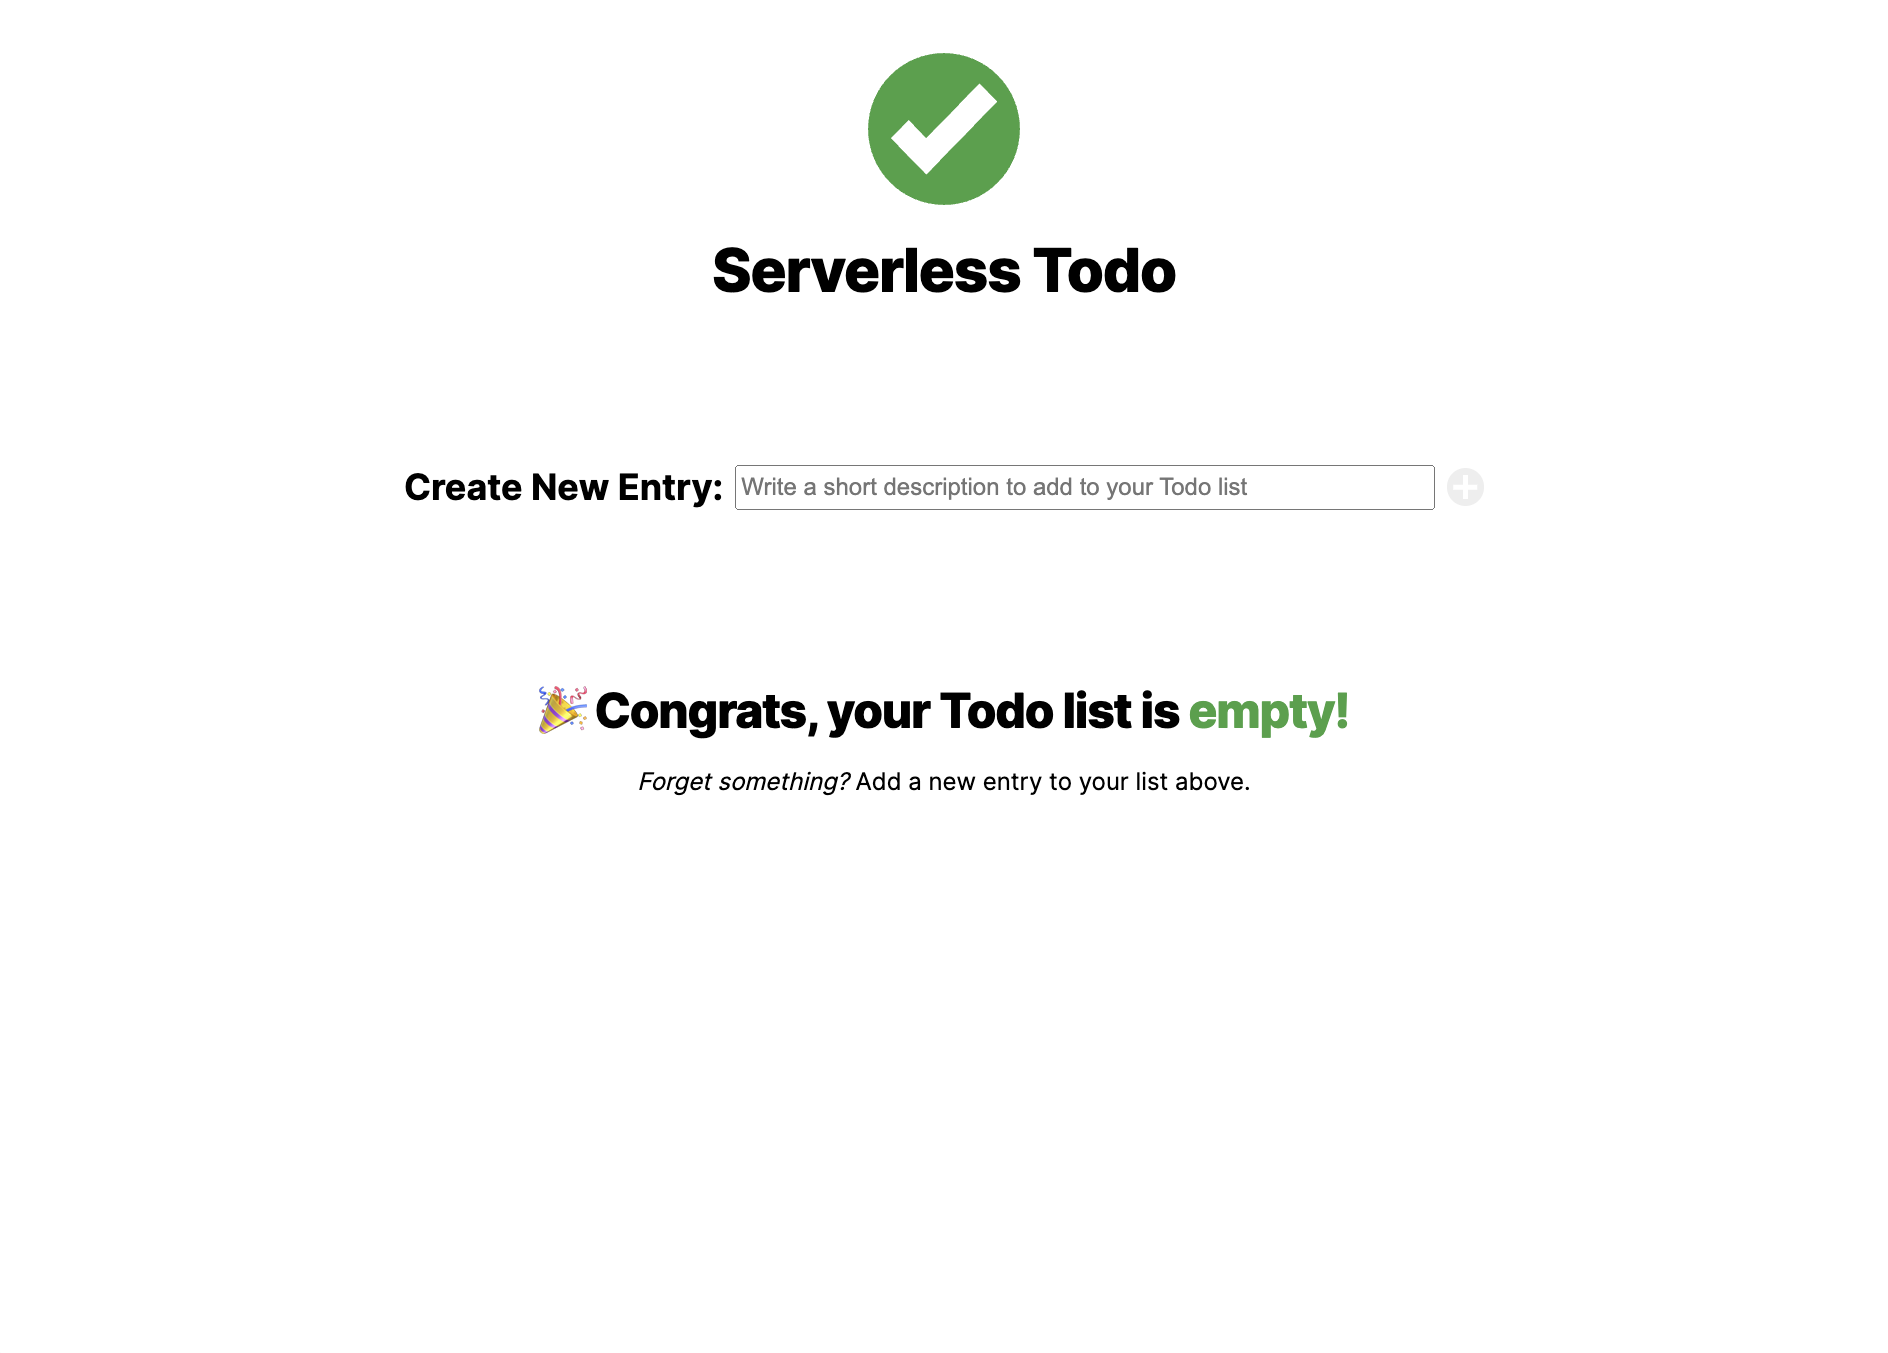 Serverless Todo
Create New Entry: Write a short description to add to your Todo list
🎉 Congrats, your Todo list is empty!
Forget something? Add a new entry to your list above.